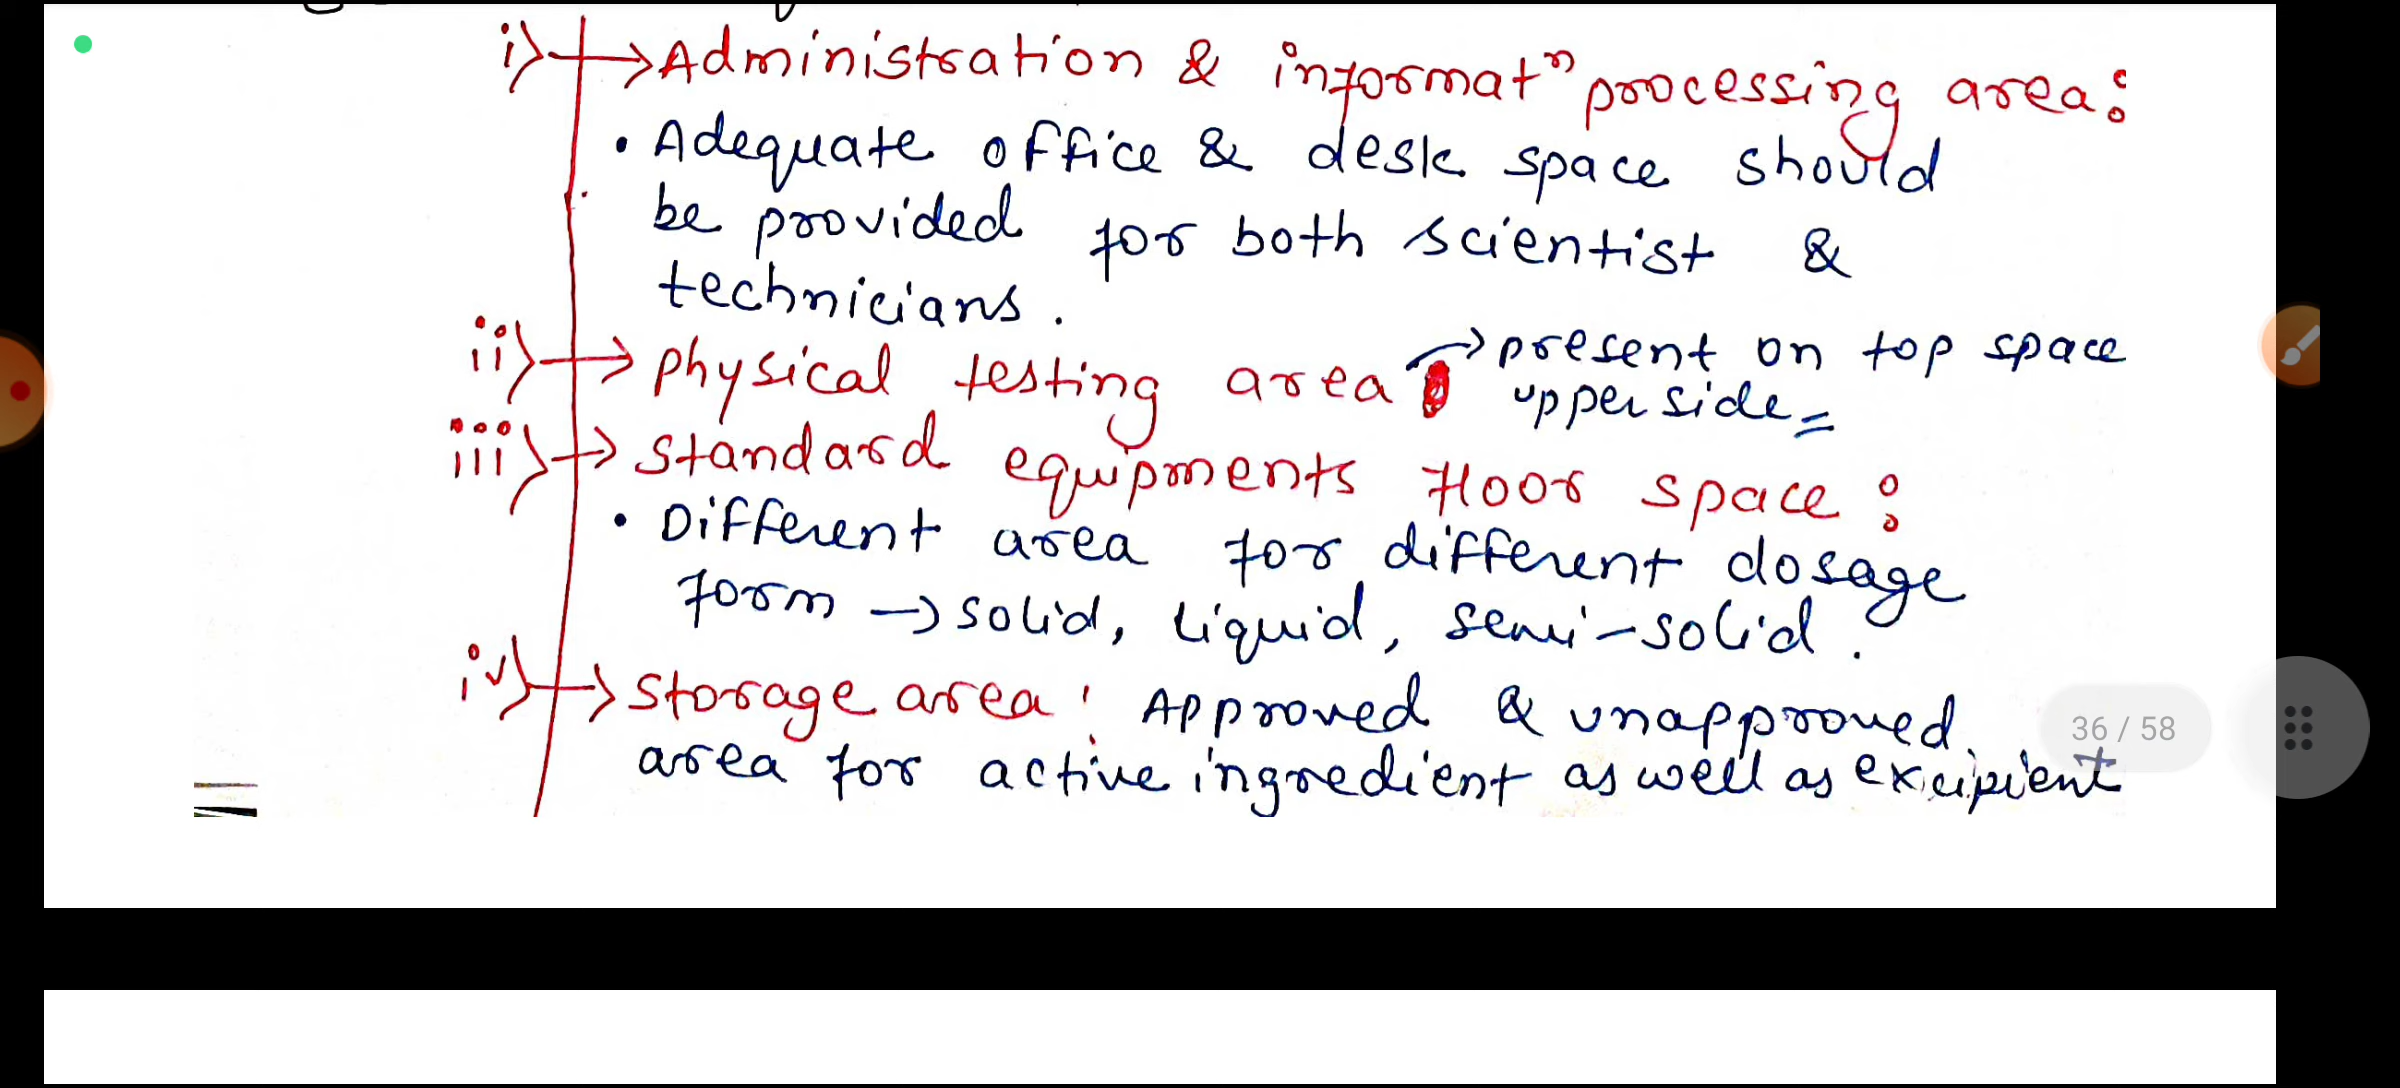 i) → Administration & informatⁿ processing area:
• Adequate office & desk space should
be provided for both scientist &
technicians.
ii) → Physical testing area → present on top space
upper side
iii) → Standard equipments floor space:
• Different area for different dosage
form → solid, liquid, semi-solid.
iv) → Storage area: Approved & unapproved
area for active ingredient as well as excipient
36 / 58